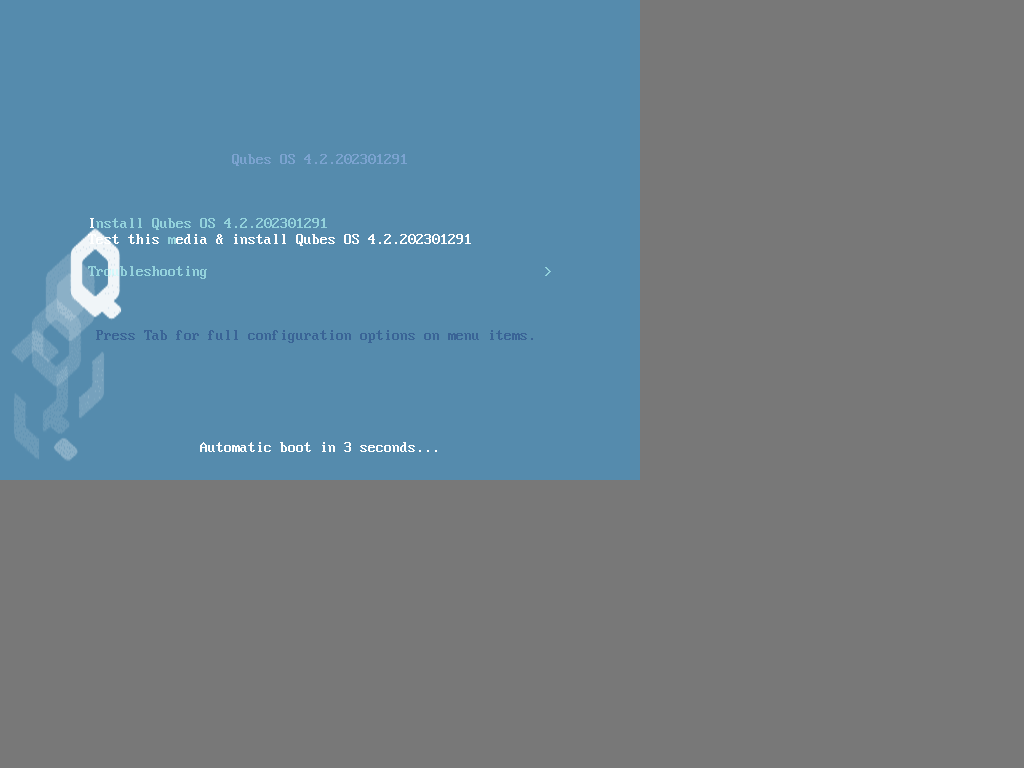 Qubes OS 4.2.202301291
Install Qubes OS 4.2.202301291
Test this media & install Qubes OS 4.2.202301291
Troubleshooting >
Press Tab for full configuration options on menu items.
Automatic boot in 3 seconds...